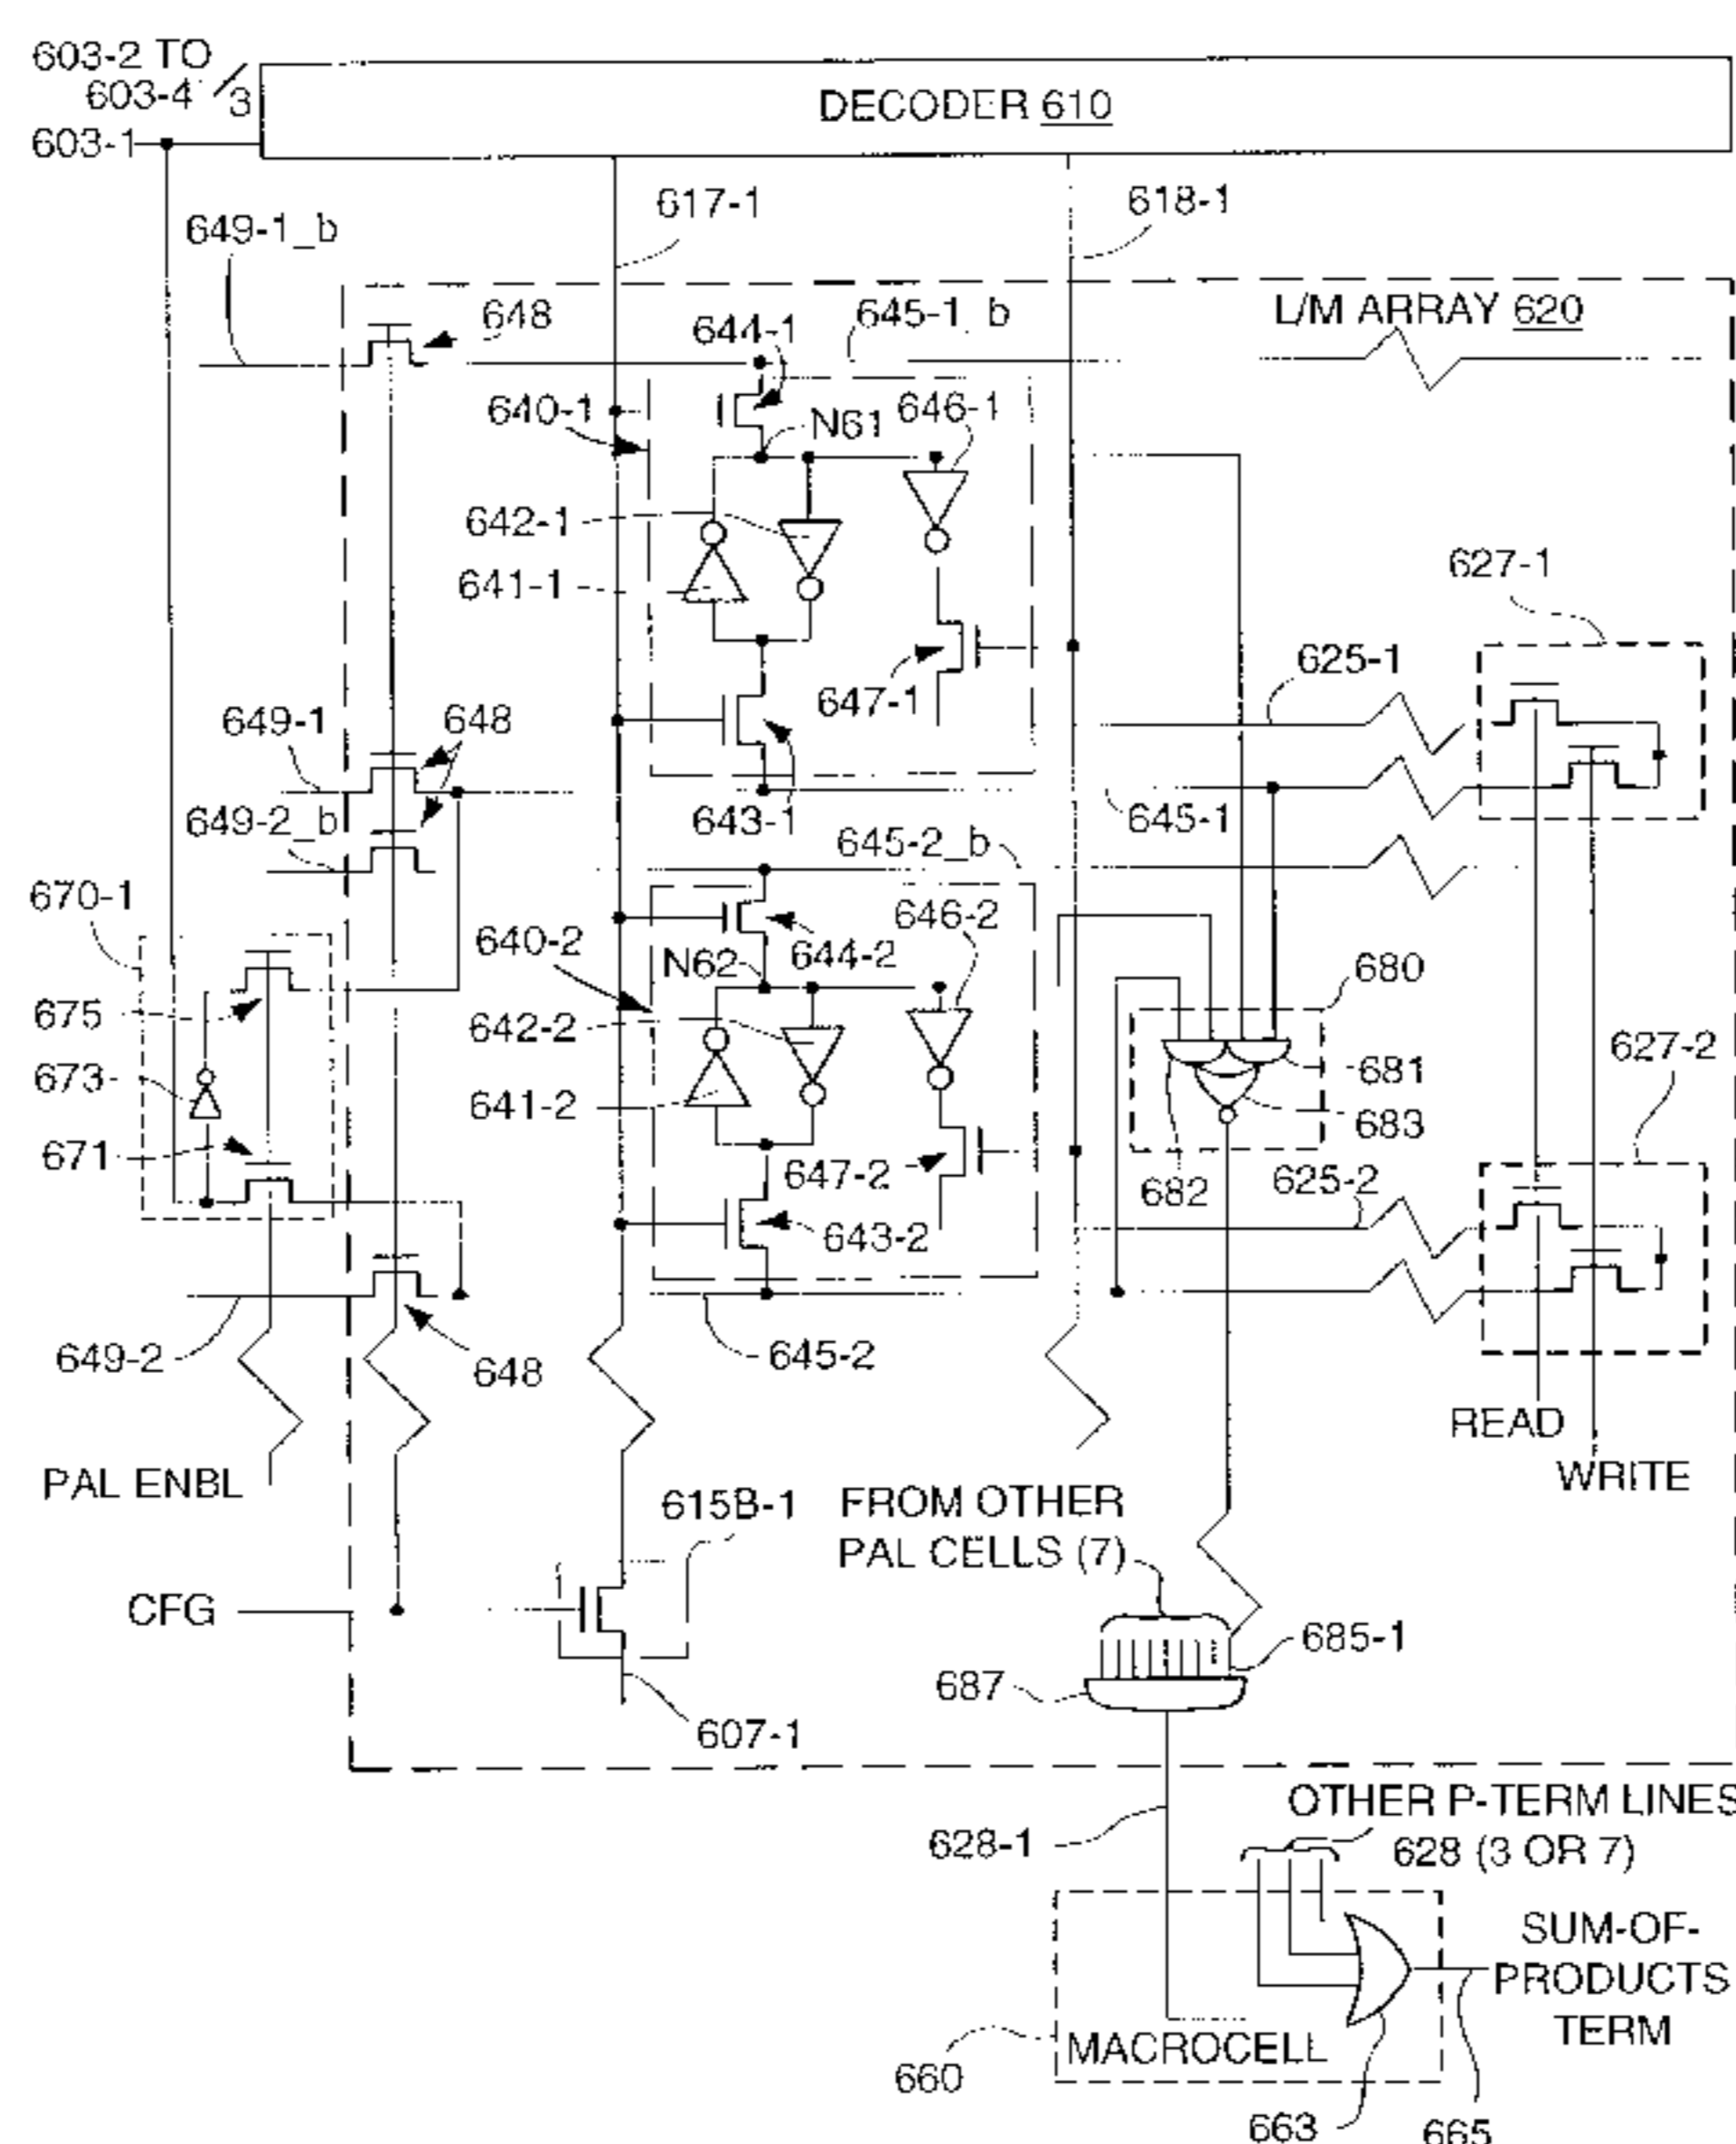 603-2 TO
603-4
3
603-1
DECODER 610
617-1
618-1
649-1_b
648
644-1
645-1_b
L/M ARRAY 620
640-1
N61
646-1
642-1
641-1
627-1
647-1
625-1
649-1
648
643-1
645-1
649-2_b
645-2_b
670-1
640-2
N62
644-2
646-2
680
675
642-2
627-2
673
641-2
681
683
671
647-2
682
625-2
643-2
649-2
648
645-2
READ
WRITE
PAL ENBL
615B-1
FROM OTHER
PAL CELLS (7)
CFG
685-1
687
607-1
OTHER P-TERM LINES
628 (3 OR 7)
628-1
SUM-OF-
PRODUCTS
TERM
MACROCELL
660
663
665